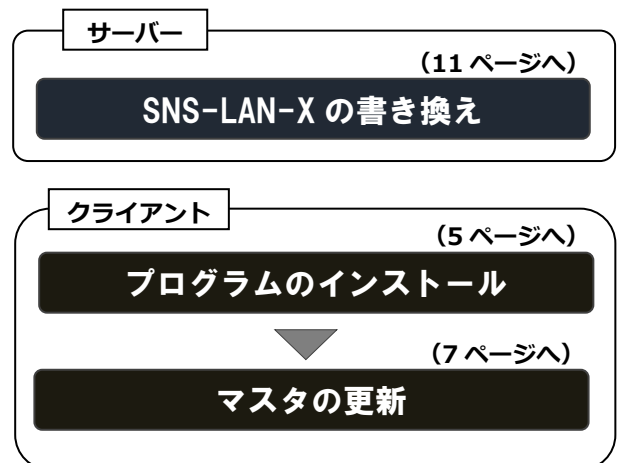 サーバー
（11 ページへ）
SNS-LAN-X の書き換え
クライアント
（5 ページへ）
プログラムのインストール
（7 ページへ）
マスタの更新